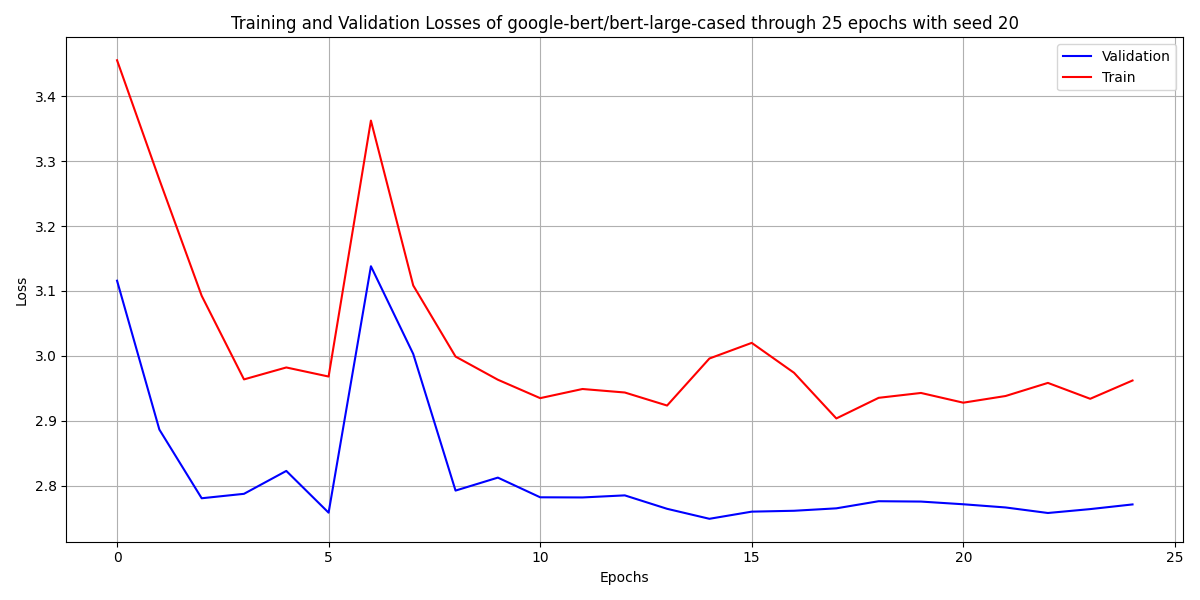 Training and Validation Losses of google-bert/bert-large-cased through 25 epochs with seed 20
Validation
Train
3.4
3.3
3.2
3.1
3.0
2.9
2.8
Loss
0
5
10
15
20
25
Epochs